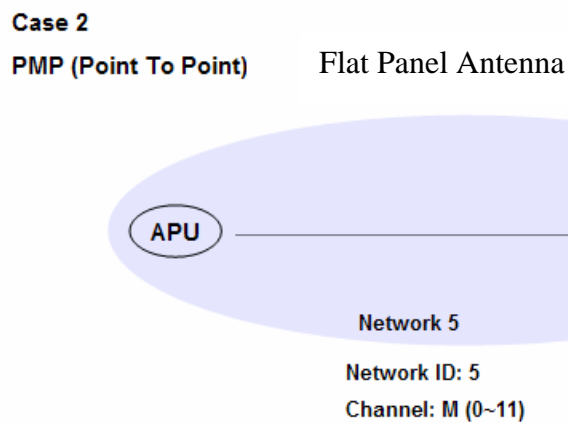 Case 2
PMP (Point To Point)
Flat Panel Antenna
APU
Network 5
Network ID: 5
Channel: M (0~11)